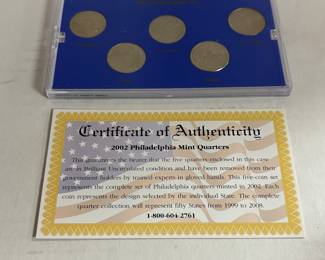 Certificate of Authenticity
2002 Philadelphia Mint Quarters
This guarantees the bearer that the five quarters enclosed in this case
are in Brilliant Uncirculated condition and have been removed from their
government holders by trained experts in gloved hands. This five-coin set
represents the complete set of Philadelphia quarters minted in 2002. Each
coin represents the design selected by the individual State. The complete
quarter collection will represent fifty States from 1999 to 2008.
1-800-604-2761